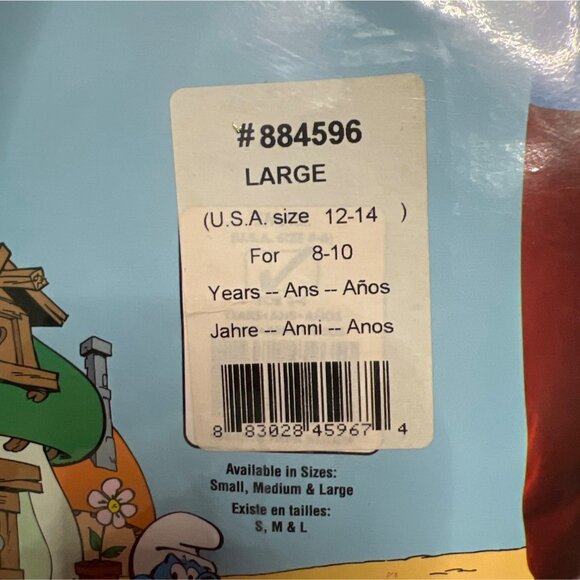 #884596
LARGE
(U.S.A. size 12-14 )
For 8-10
Years -- Ans -- Años
Jahre -- Anni -- Anos
8 83028 45967 4
Available in Sizes:
Small, Medium & Large
Existe en tailles:
S, M & L